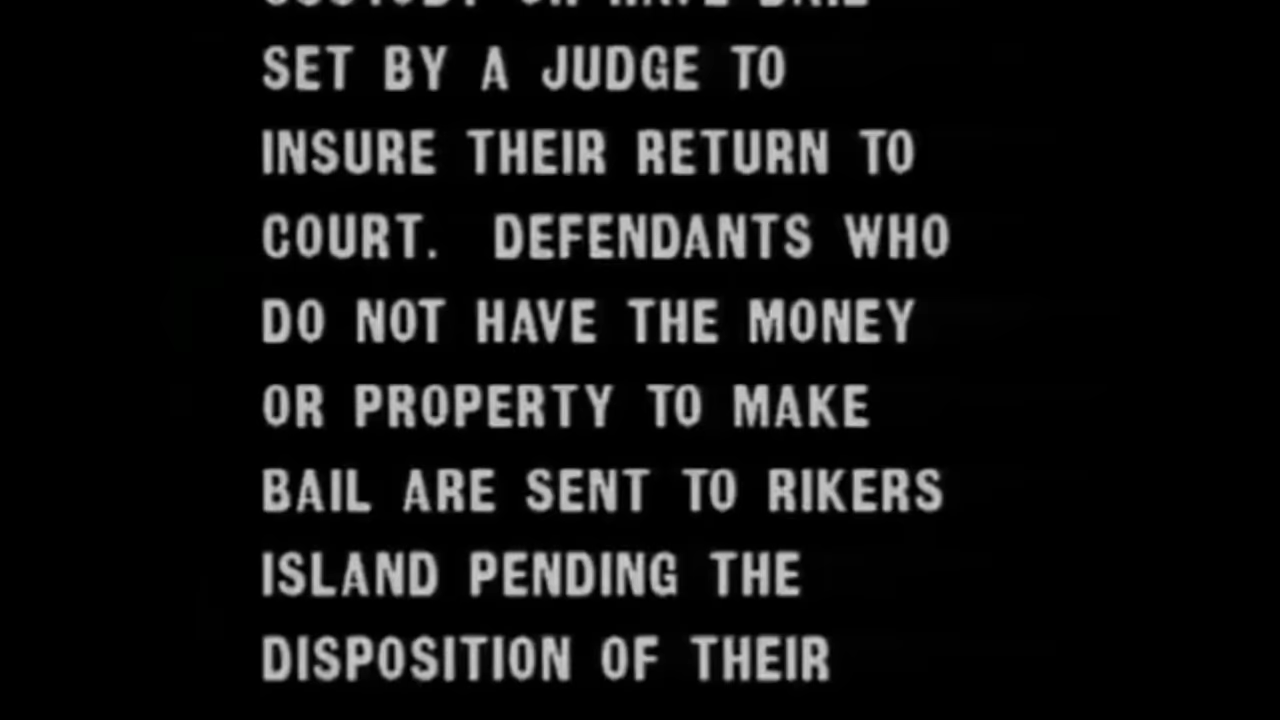 SET BY A JUDGE TO
INSURE THEIR RETURN TO
COURT. DEFENDANTS WHO
DO NOT HAVE THE MONEY
OR PROPERTY TO MAKE
BAIL ARE SENT TO RIKERS
ISLAND PENDING THE
DISPOSITION OF THEIR